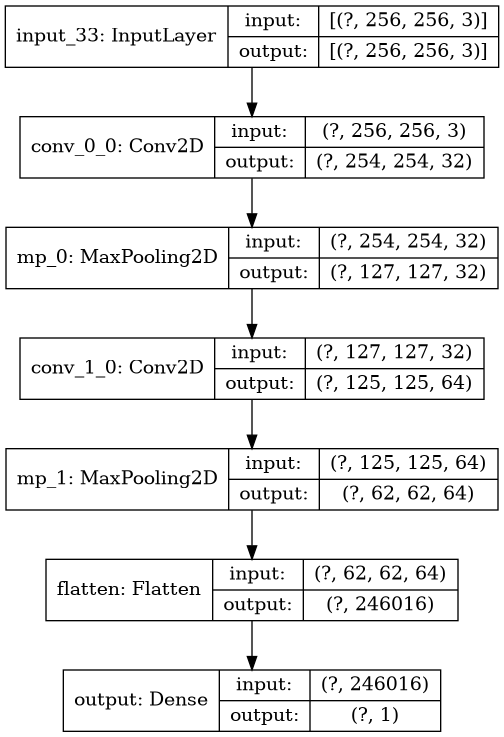 input_33: InputLayer
input: [(?, 256, 256, 3)]
output: [(?, 256, 256, 3)]
conv_0_0: Conv2D
input: (?, 256, 256, 3)
output: (?, 254, 254, 32)
mp_0: MaxPooling2D
input: (?, 254, 254, 32)
output: (?, 127, 127, 32)
conv_1_0: Conv2D
input: (?, 127, 127, 32)
output: (?, 125, 125, 64)
mp_1: MaxPooling2D
input: (?, 125, 125, 64)
output: (?, 62, 62, 64)
flatten: Flatten
input: (?, 62, 62, 64)
output: (?, 246016)
output: Dense
input: (?, 246016)
output: (?, 1)